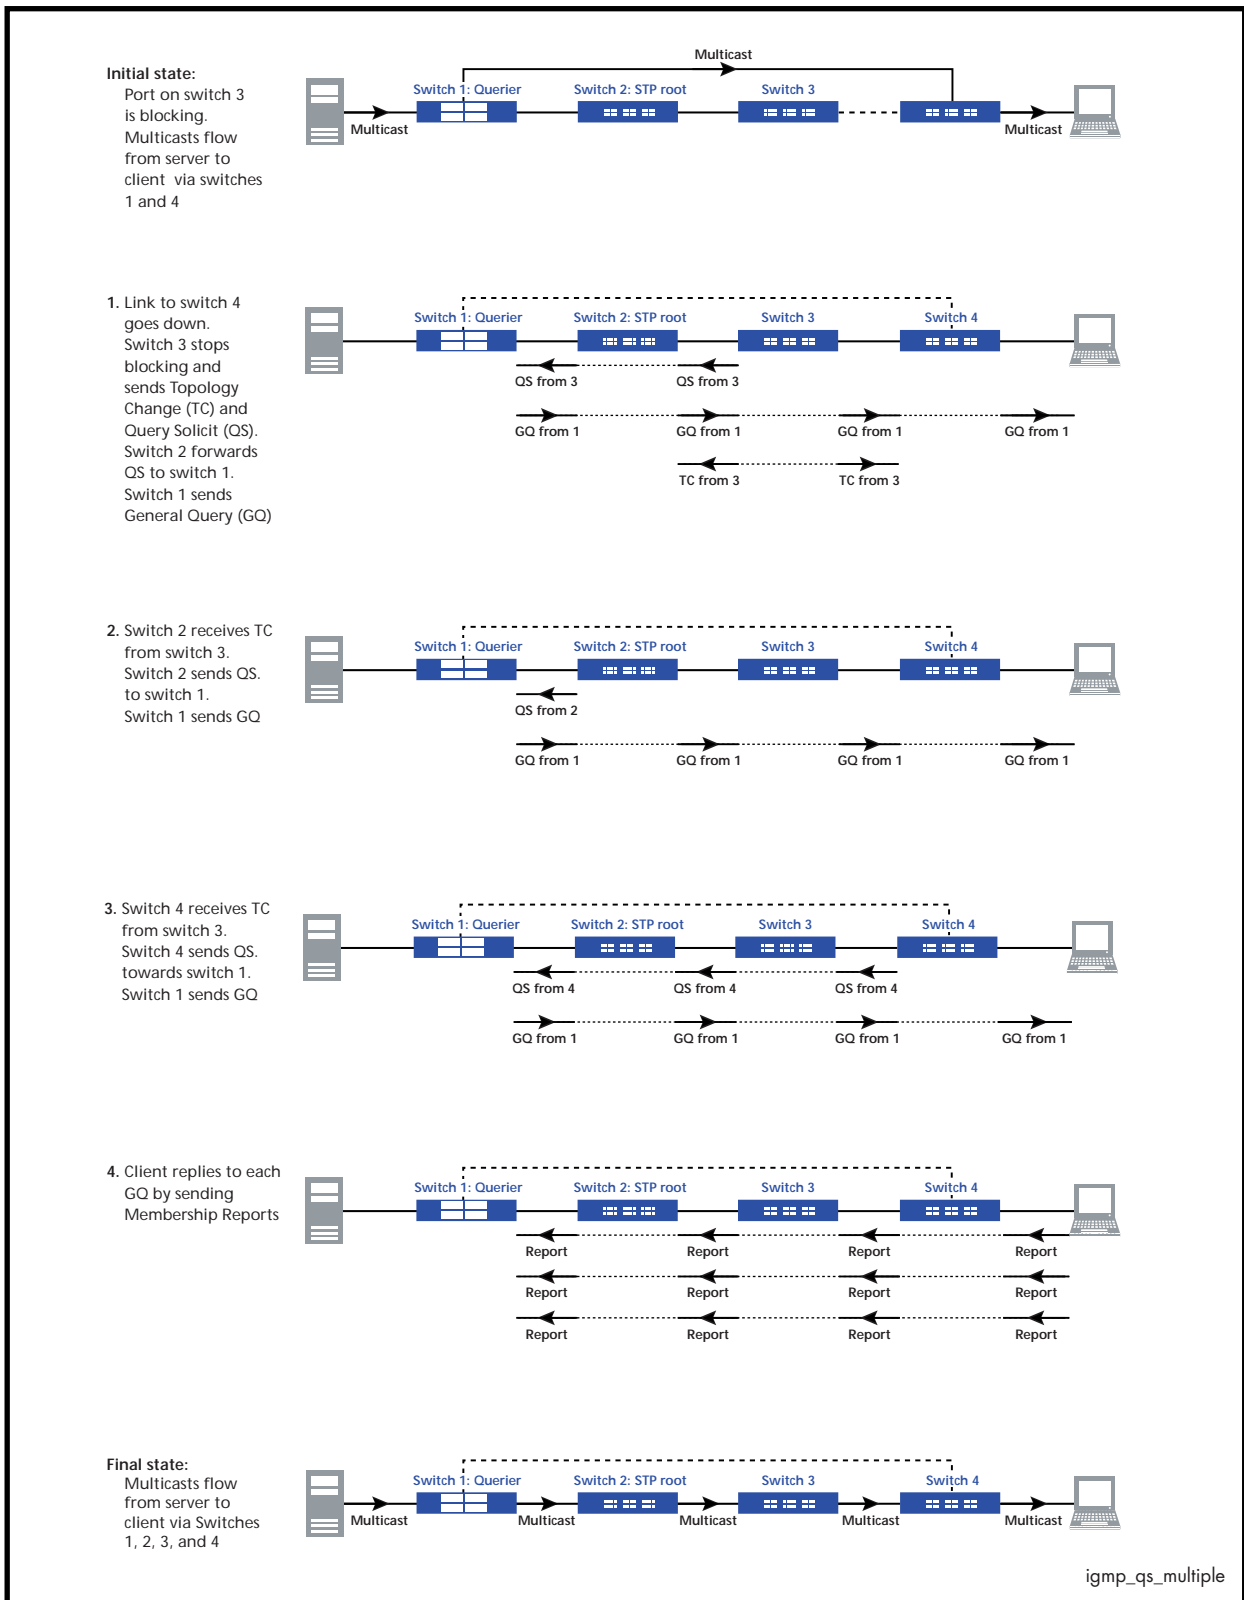 Multicast
Initial state:
Port on switch 3
is blocking.
Multicasts flow
from server to
client via switches
1 and 4
Switch 1: Querier
Switch 2: STP root
Switch 3
Multicast
Multicast
1. Link to switch 4
goes down.
Switch 3 stops
blocking and
sends Topology
Change (TC) and
Query Solicit (QS).
Switch 2 forwards
QS to switch 1.
Switch 1 sends
General Query (GQ)
Switch 1: Querier
Switch 2: STP root
Switch 3
Switch 4
QS from 3
QS from 3
GQ from 1
GQ from 1
GQ from 1
GQ from 1
TC from 3
TC from 3
2. Switch 2 receives TC
from switch 3.
Switch 2 sends QS.
to switch 1.
Switch 1 sends GQ
Switch 1: Querier
Switch 2: STP root
Switch 3
Switch 4
QS from 2
GQ from 1
GQ from 1
GQ from 1
GQ from 1
3. Switch 4 receives TC
from switch 3.
Switch 4 sends QS.
towards switch 1.
Switch 1 sends GQ
Switch 1: Querier
Switch 2: STP root
Switch 3
Switch 4
QS from 4
QS from 4
QS from 4
GQ from 1
GQ from 1
GQ from 1
GQ from 1
4. Client replies to each
GQ by sending
Membership Reports
Switch 1: Querier
Switch 2: STP root
Switch 3
Switch 4
Report
Report
Report
Report
Report
Report
Report
Report
Report
Report
Report
Report
Final state:
Multicasts flow
from server to
client via Switches
1, 2, 3, and 4
Switch 1: Querier
Switch 2: STP root
Switch 3
Switch 4
Multicast
Multicast
Multicast
Multicast
Multicast
igmp_qs_multiple